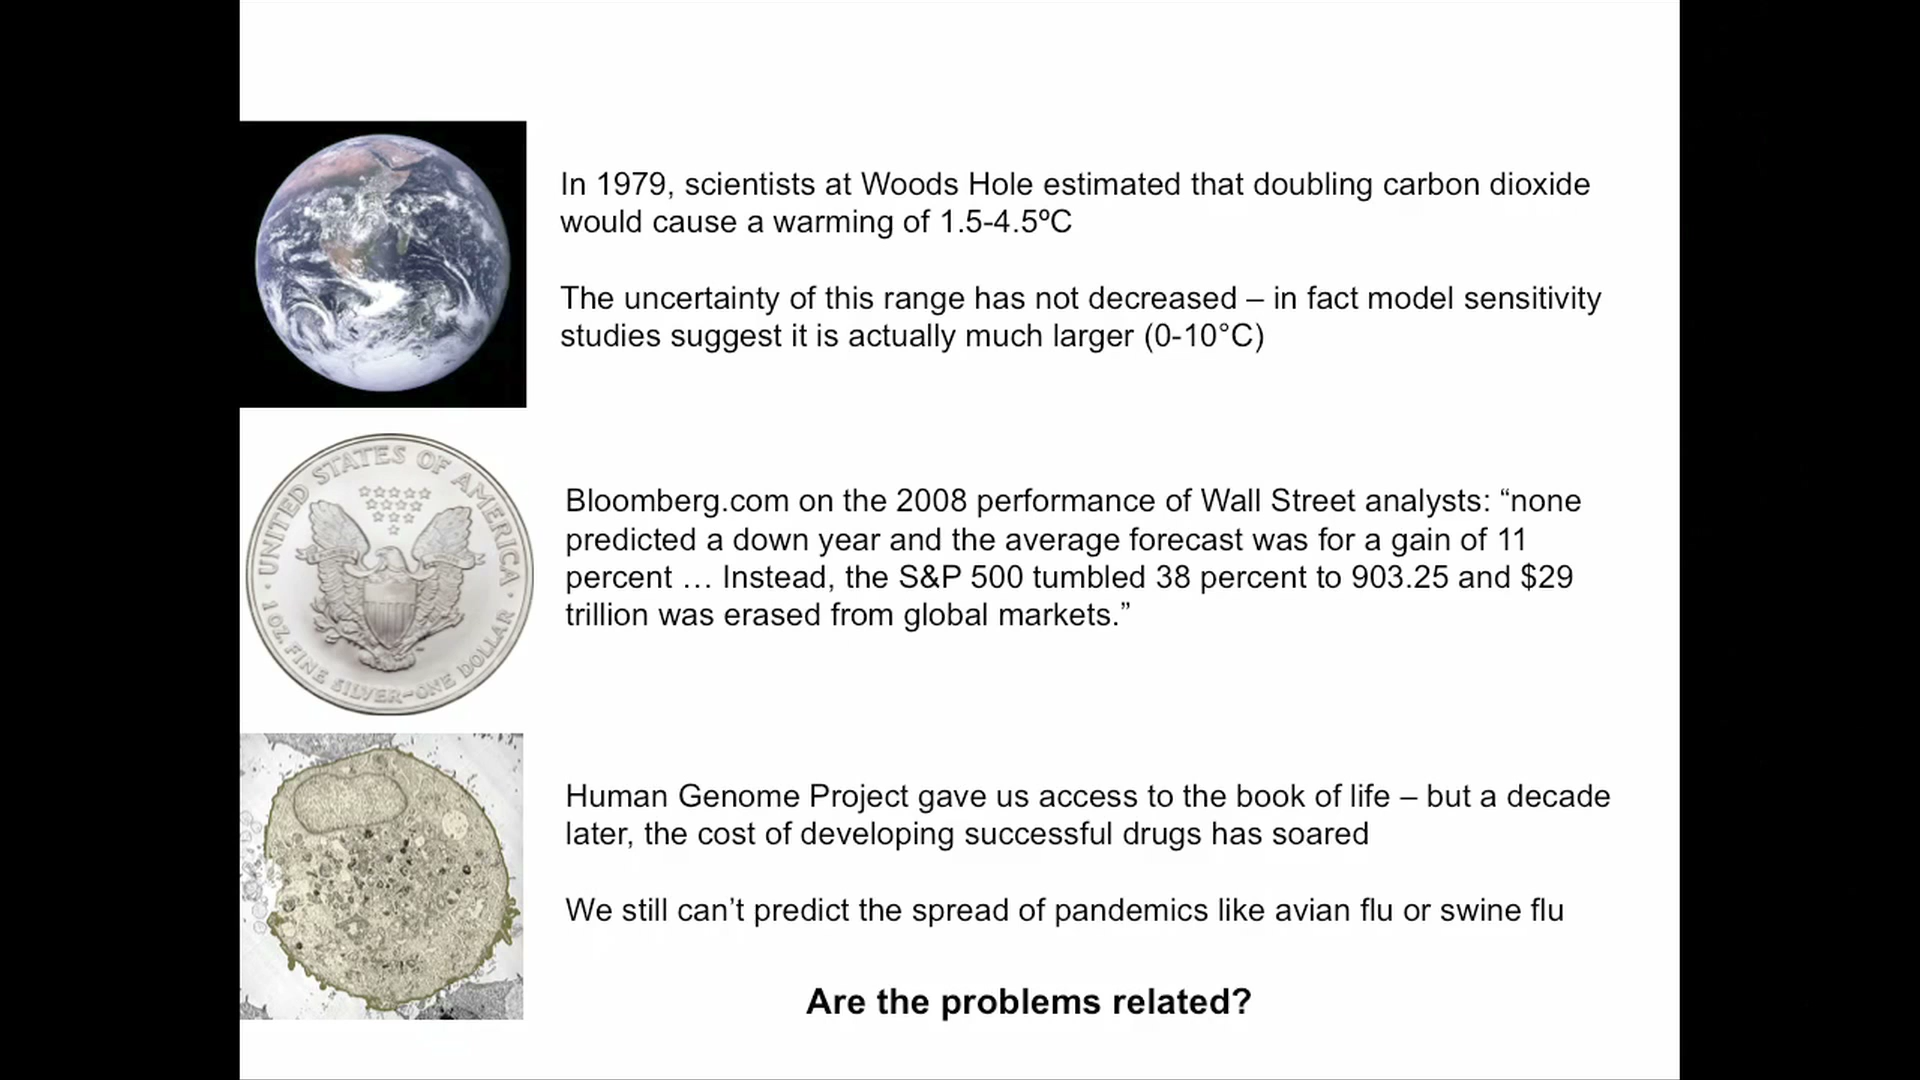 In 1979, scientists at Woods Hole estimated that doubling carbon dioxide
would cause a warming of 1.5-4.5ºC
The uncertainty of this range has not decreased – in fact model sensitivity
studies suggest it is actually much larger (0-10°C)
UNITED STATES OF AMERICA
1 OZ. FINE SILVER~ONE DOLLAR
Bloomberg.com on the 2008 performance of Wall Street analysts: “none
predicted a down year and the average forecast was for a gain of 11
percent … Instead, the S&P 500 tumbled 38 percent to 903.25 and $29
trillion was erased from global markets.”
Human Genome Project gave us access to the book of life – but a decade
later, the cost of developing successful drugs has soared
We still can’t predict the spread of pandemics like avian flu or swine flu
Are the problems related?